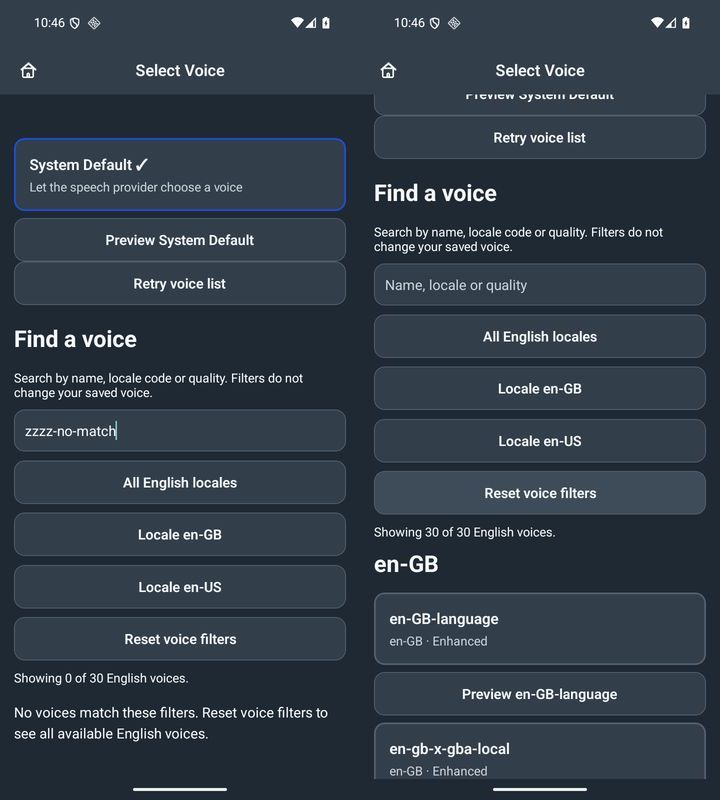 10:46
Select Voice
System Default ✓
Let the speech provider choose a voice
Preview System Default
Retry voice list
Find a voice
Search by name, locale code or quality. Filters do not
change your saved voice.
zzzz-no-match
All English locales
Locale en-GB
Locale en-US
Reset voice filters
Showing 0 of 30 English voices.
No voices match these filters. Reset voice filters to
see all available English voices.
10:46
Select Voice
Preview System Default
Retry voice list
Find a voice
Search by name, locale code or quality. Filters do not
change your saved voice.
Name, locale or quality
All English locales
Locale en-GB
Locale en-US
Reset voice filters
Showing 30 of 30 English voices.
en-GB
en-GB-language
en-GB · Enhanced
Preview en-GB-language
en-gb-x-gba-local
en-GB · Enhanced